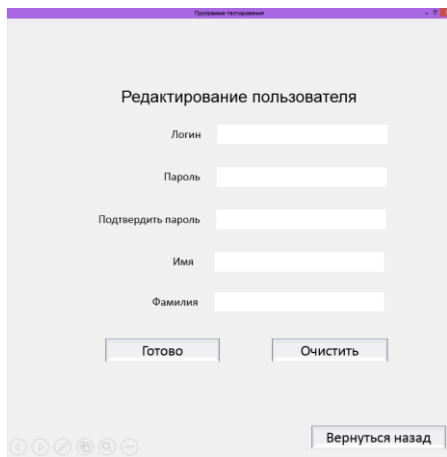 Программа тестирования
Редактирование пользователя
Логин
Пароль
Подтвердить пароль
Имя
Фамилия
Готово
Очистить
Вернуться назад